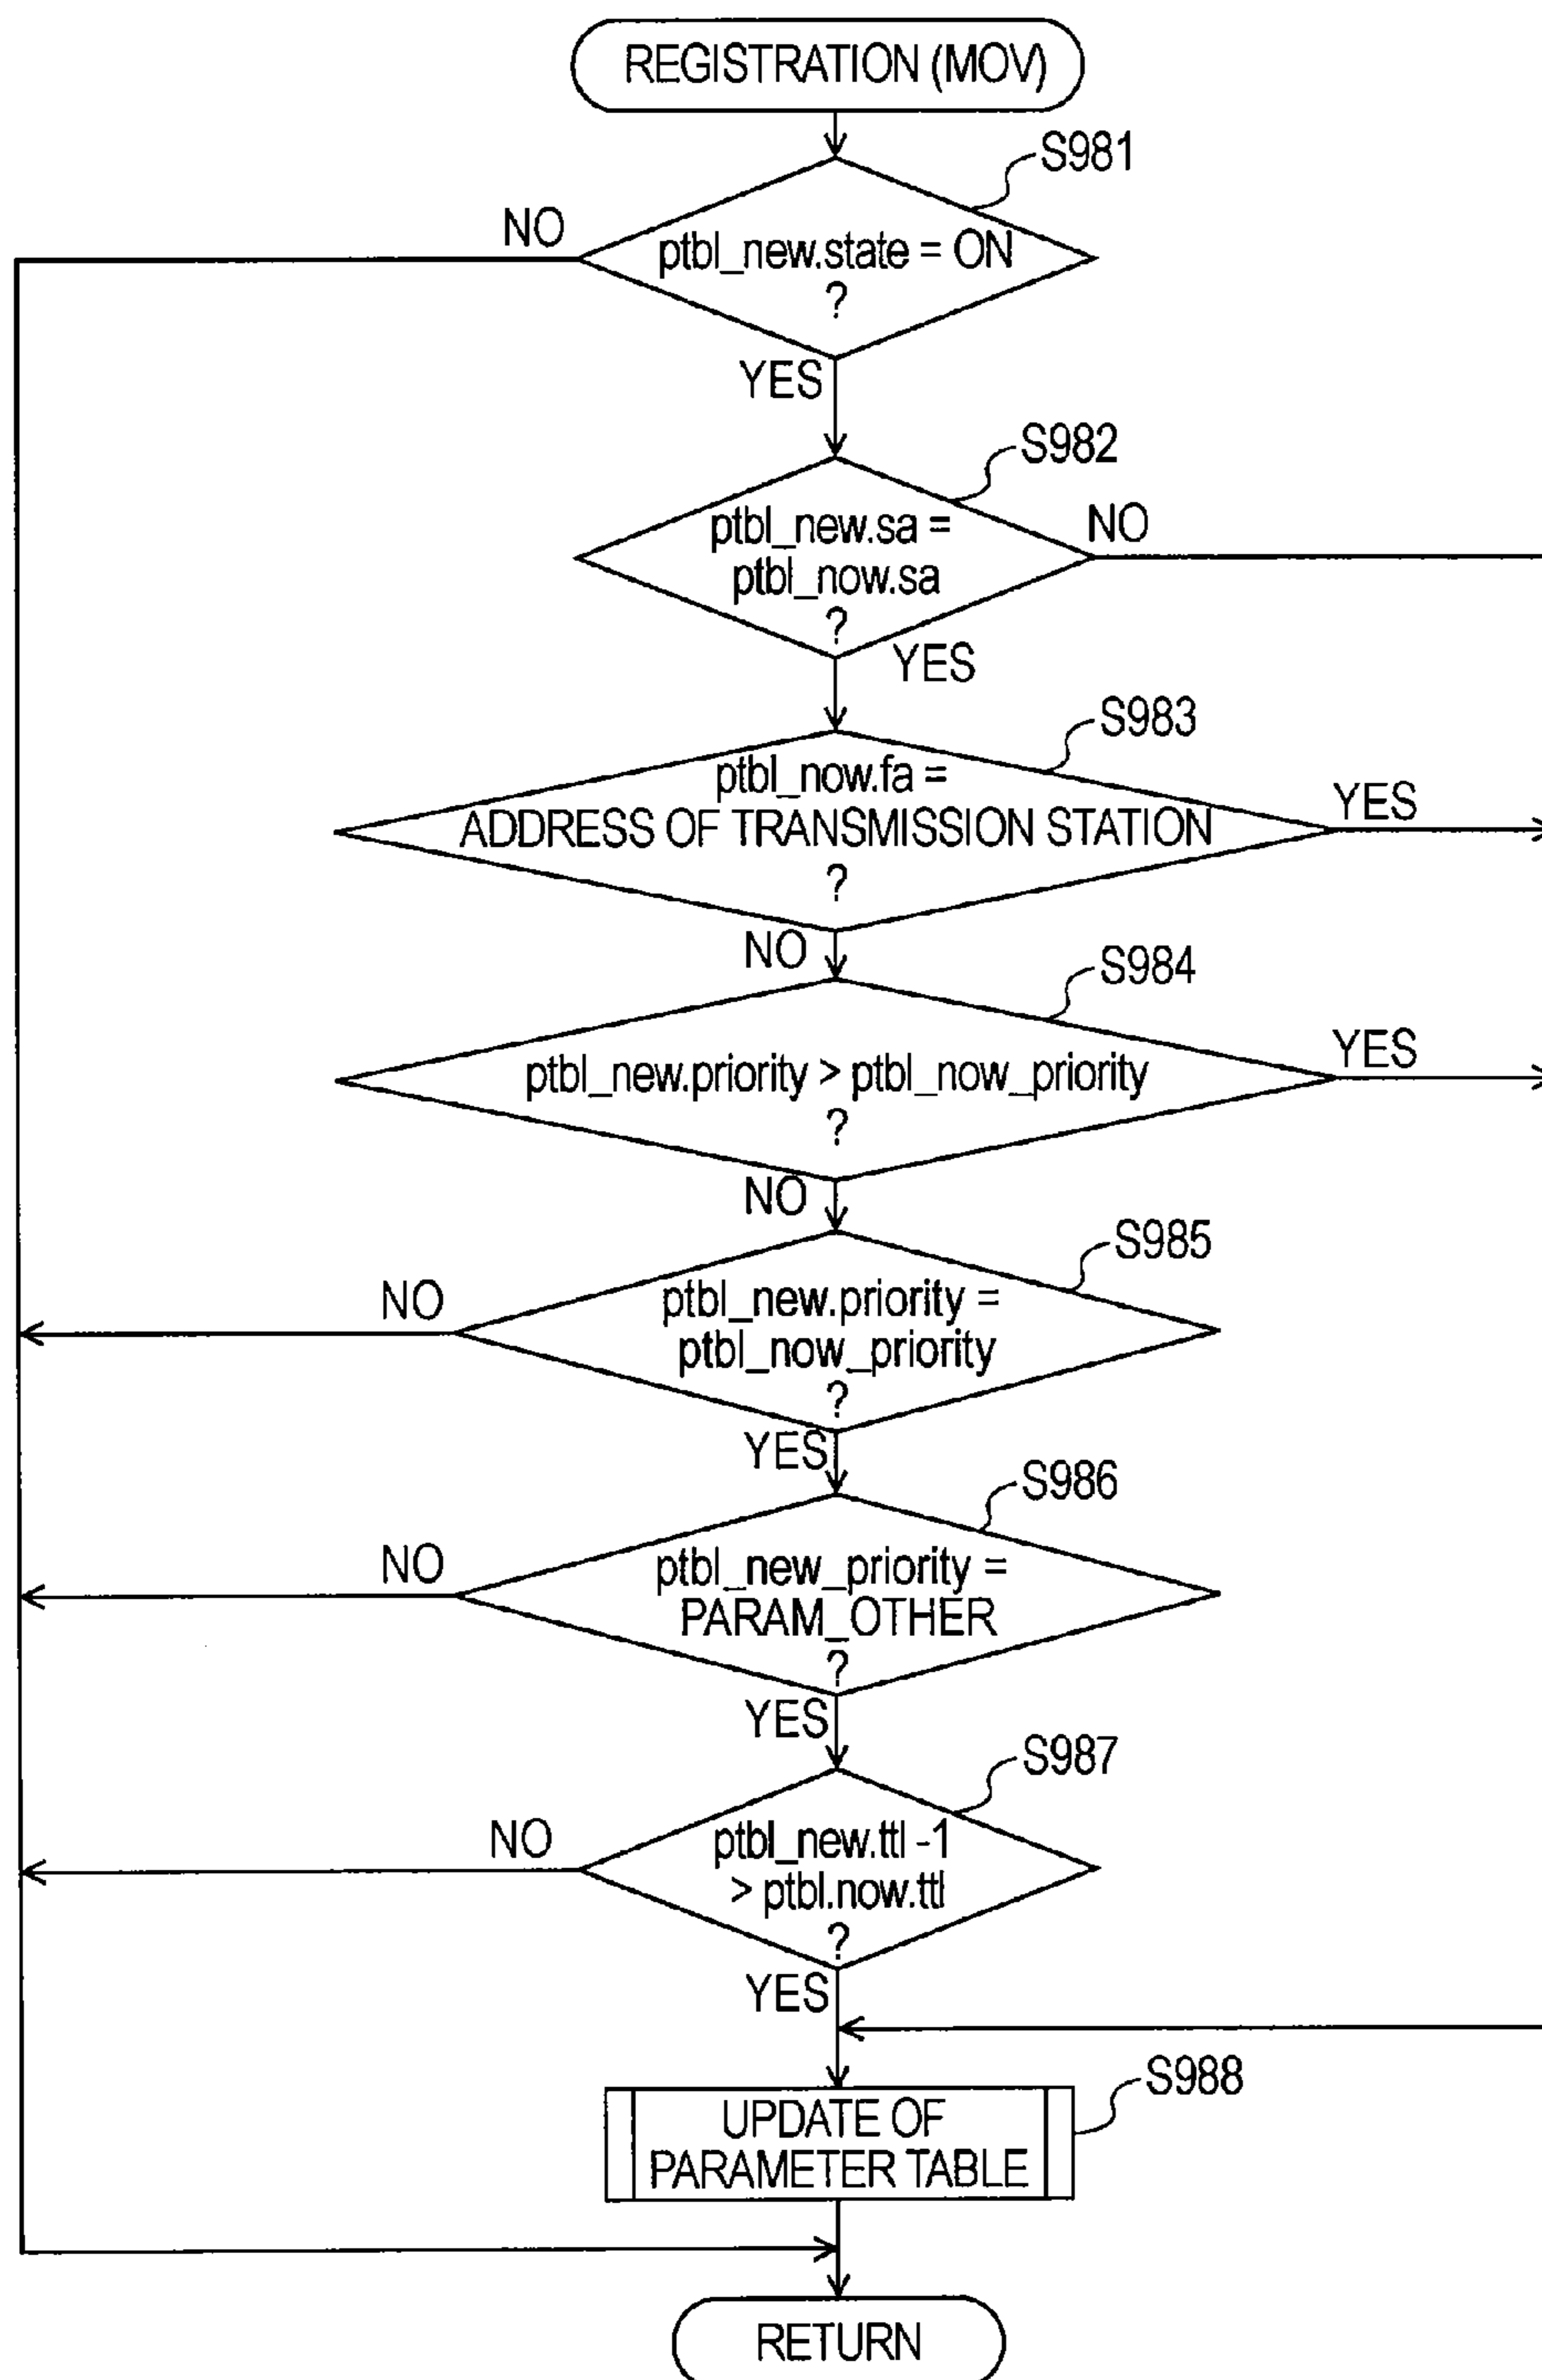 REGISTRATION (MOV)
S981
NO
ptbl_new.state = ON
?
YES
S982
ptbl_new.sa =
NO
ptbl_now.sa
?
YES
S983
ptbl_now.fa =
YES
ADDRESS OF TRANSMISSION STATION
?
NO
S984
YES
ptbl_new.priority > ptbl_now_priority
?
NO
S985
NO
ptbl_new.priority =
ptbl_now_priority
?
YES
S986
NO
ptbl_new_priority =
PARAM_OTHER
?
YES
S987
NO
ptbl_new.ttl -1
> ptbl.now.ttl
?
YES
S988
UPDATE OF
PARAMETER TABLE
RETURN